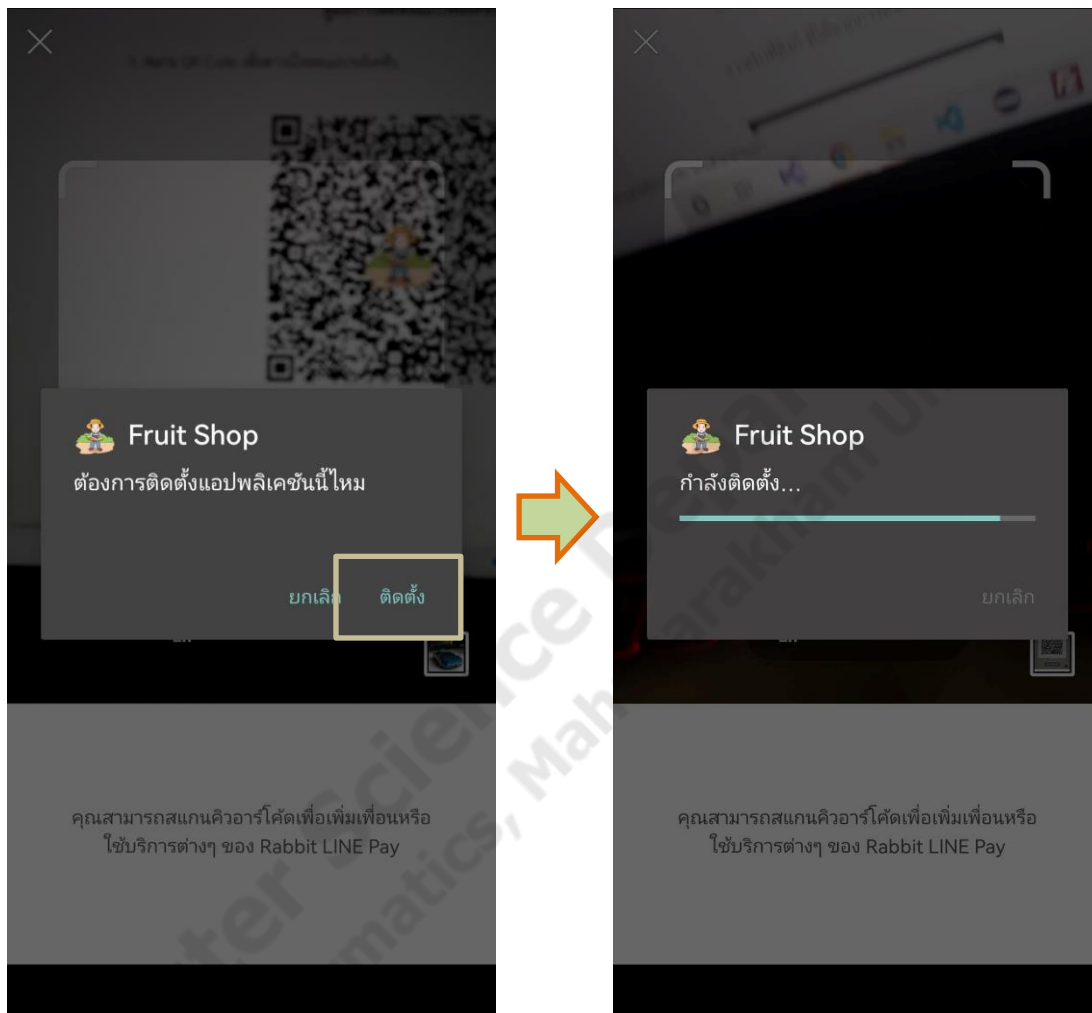 Fruit Shop
ต้องการติดตั้งแอปพลิเคชันนี้ไหม
ยกเลิก ติดตั้ง
คุณสามารถสแกนคิวอาร์โค้ดเพื่อเพิ่มเพื่อนหรือ
ใช้บริการต่างๆ ของ Rabbit LINE Pay
Fruit Shop
กำลังติดตั้ง...
ยกเลิก
คุณสามารถสแกนคิวอาร์โค้ดเพื่อเพิ่มเพื่อนหรือ
ใช้บริการต่างๆ ของ Rabbit LINE Pay